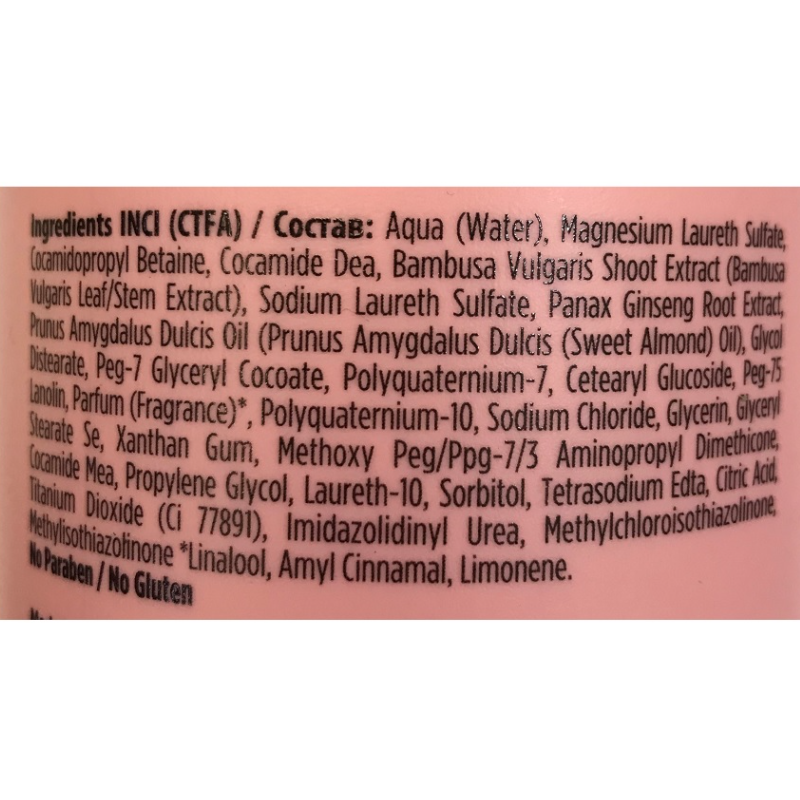 Ingredients INCI (CTFA) / Состав: Aqua (Water), Magnesium Laureth Sulfate,
Cocamidopropyl Betaine, Cocamide Dea, Bambusa Vulgaris Shoot Extract (Bambusa
Vulgaris Leaf/Stem Extract), Sodium Laureth Sulfate, Panax Ginseng Root Extract,
Prunus Amygdalus Dulcis Oil (Prunus Amygdalus Dulcis (Sweet Almond) Oil), Glycol
Distearate, Peg-7 Glyceryl Cocoate, Polyquaternium-7, Cetearyl Glucoside, Peg-75
Lanolin, Parfum (Fragrance)*, Polyquaternium-10, Sodium Chloride, Glycerin, Glyceryl
Stearate Se, Xanthan Gum, Methoxy Peg/Ppg-7/3 Aminopropyl Dimethicone,
Cocamide Mea, Propylene Glycol, Laureth-10, Sorbitol, Tetrasodium Edta, Citric Acid,
Titanium Dioxide (Ci 77891), Imidazolidinyl Urea, Methylchloroisothiazolinone,
Methylisothiazolinone *Linalool, Amyl Cinnamal, Limonene.
No Paraben / No Gluten